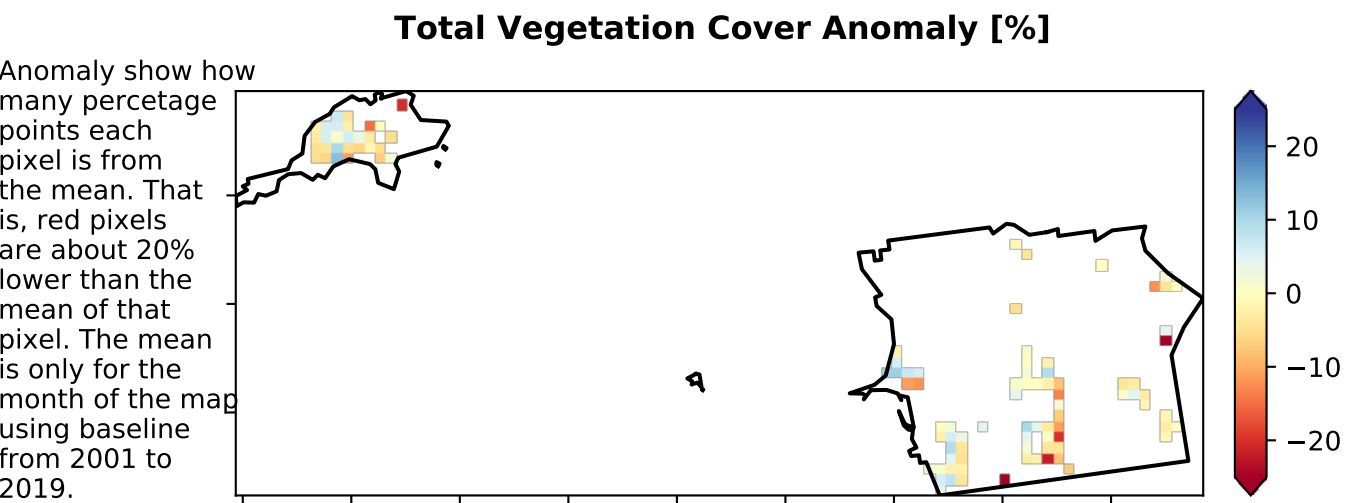 Total Vegetation Cover Anomaly [%]
Anomaly show how
many percetage
points each
pixel is from
the mean. That
is, red pixels
are about 20%
lower than the
mean of that
pixel. The mean
is only for the
month of the map
using baseline
from 2001 to
2019.
20
10
0
−10
−20